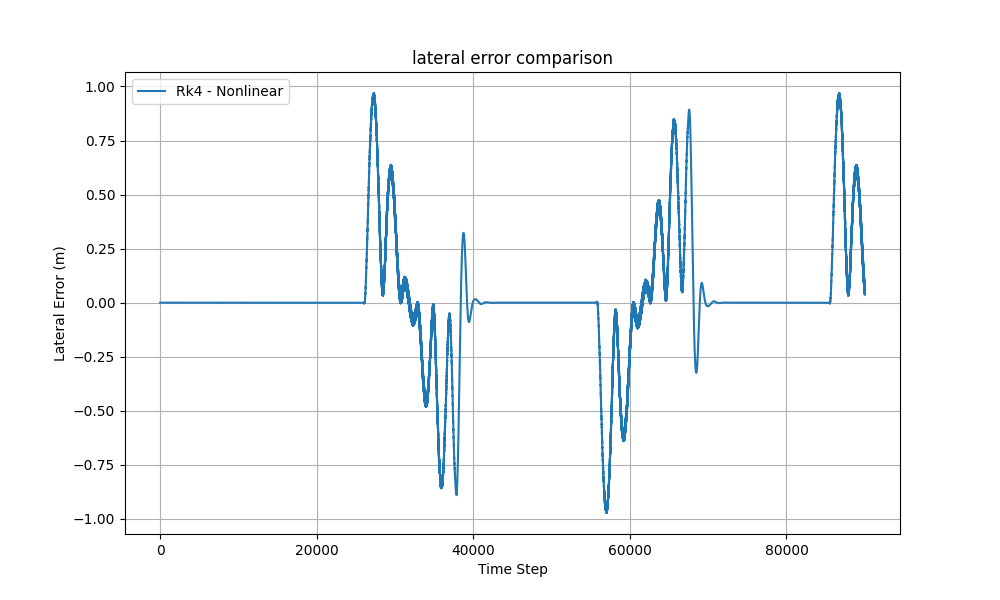 lateral error comparison
Rk4 - Nonlinear
Lateral Error (m)
1.00
0.75
0.50
0.25
0.00
−0.25
−0.50
−0.75
−1.00
0 20000 40000 60000 80000
Time Step